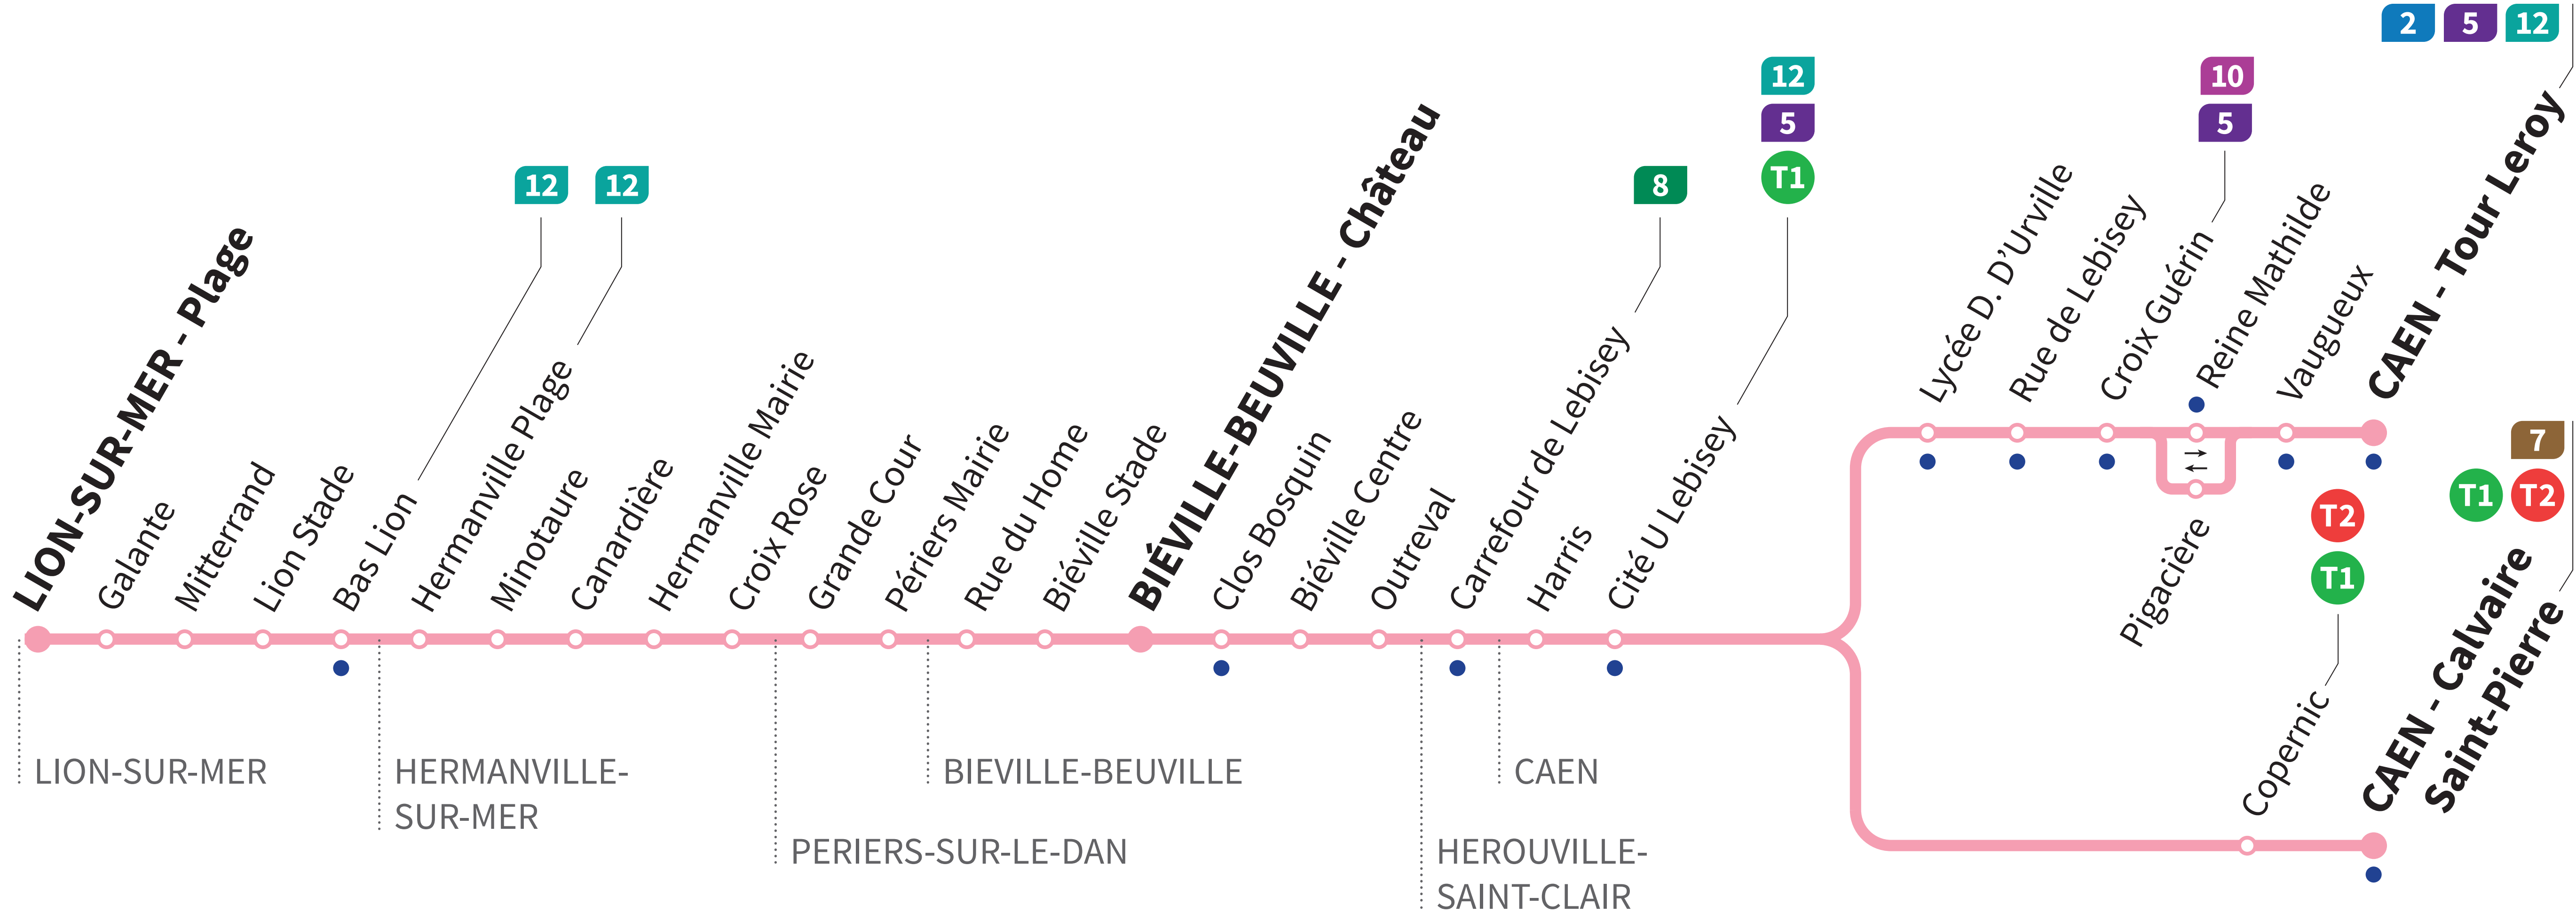 LION-SUR-MER - Plage
Galante
Mitterrand
Lion Stade
Bas Lion
12
Hermanville Plage
12
Minotaure
Canardière
Hermanville Mairie
Croix Rose
Grande Cour
Périers Mairie
Rue du Home
Biéville Stade
BIÉVILLE-BEUVILLE - Château
Clos Bosquin
Biéville Centre
Outreval
Carrefour de Lebisey
8
Harris
Cité U Lebisey
12
5
T1
Lycée D. D'Urville
Rue de Lebisey
Croix Guérin
10
5
Reine Mathilde
Pigacière
Vaugueux
CAEN - Tour Leroy
2 5 12
Copernic
T2
T1
CAEN - Calvaire
Saint-Pierre
7
T1 T2
LION-SUR-MER
HERMANVILLE-
SUR-MER
PERIERS-SUR-LE-DAN
BIEVILLE-BEUVILLE
HEROUVILLE-
SAINT-CLAIR
CAEN